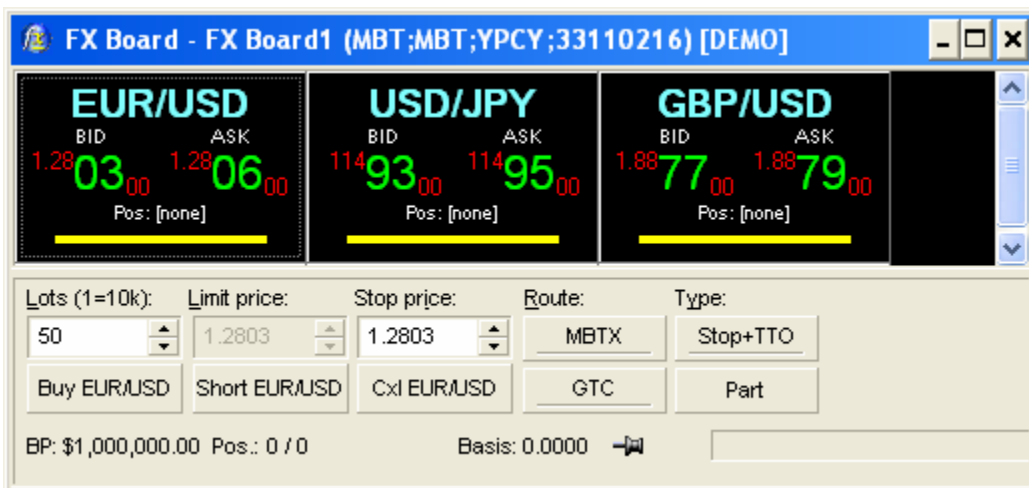 FX Board - FX Board1 (MBT;MBT;YPCY;33110216) [DEMO]
EUR/USD USD/JPY GBP/USD
BID ASK BID ASK BID ASK
1.28 03 00 1.28 06 00 114 93 00 114 95 00 1.88 77 00 1.88 79 00
Pos: [none] Pos: [none] Pos: [none]
Lots (1=10k): Limit price: Stop price: Route: Type:
50 1.2803 1.2803 MBTX Stop+TTO
Buy EUR/USD Short EUR/USD Cxl EUR/USD GTC Part
BP: $1,000,000.00 Pos.: 0 / 0 Basis: 0.0000